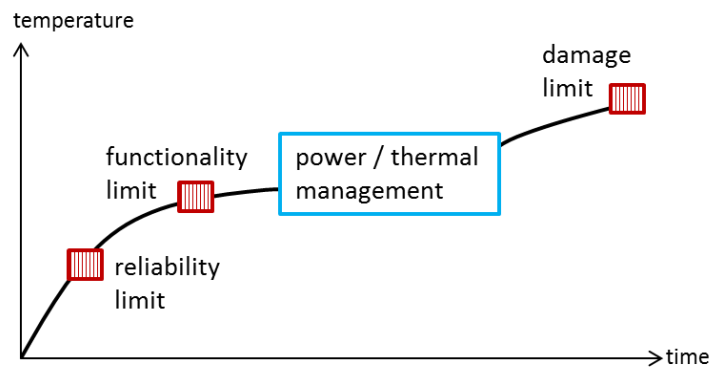 temperature
damage
limit
functionality
limit
power / thermal
management
reliability
limit
time